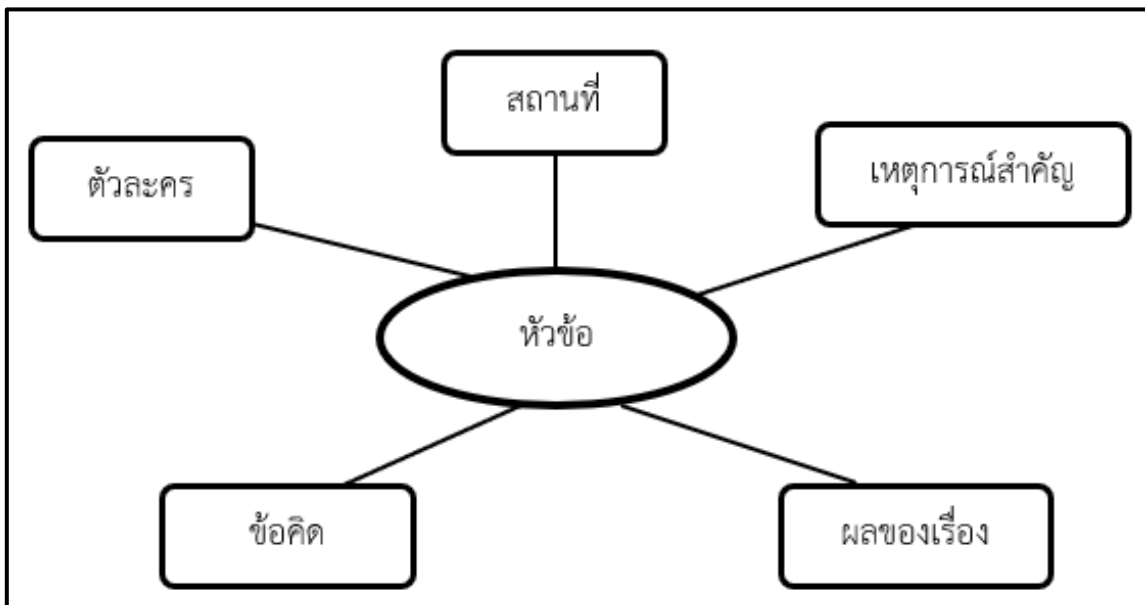 สถานที่
ตัวละคร
เหตุการณ์สำคัญ
หัวข้อ
ข้อคิด
ผลของเรื่อง